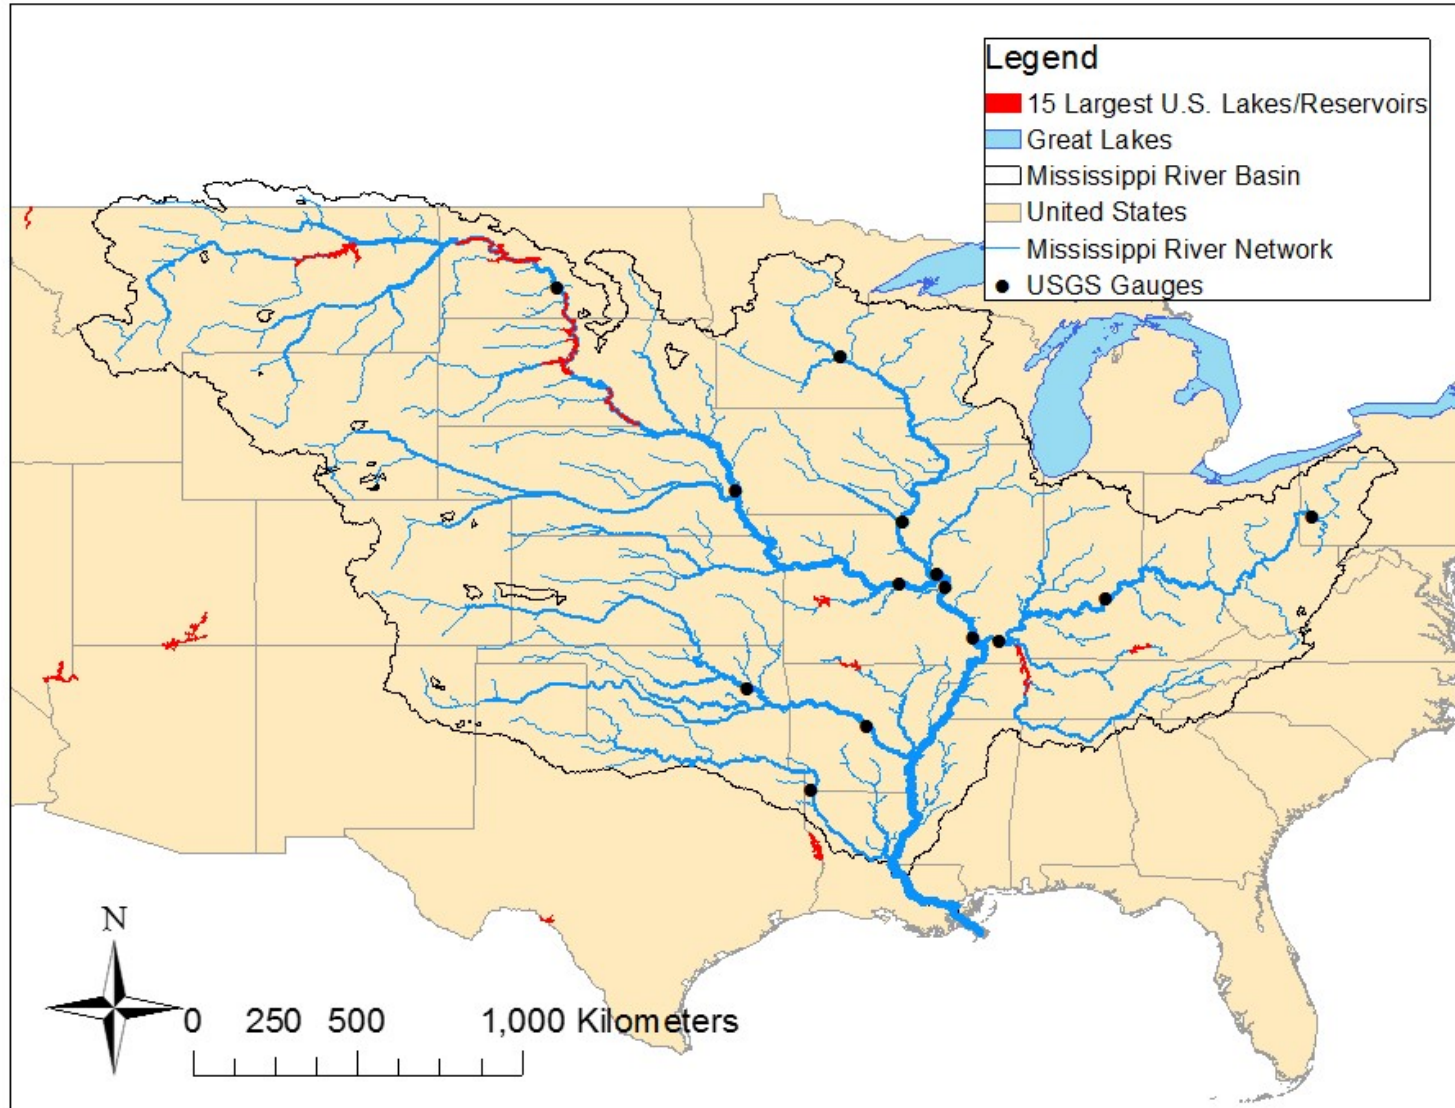 Legend
15 Largest U.S. Lakes/Reservoirs
Great Lakes
Mississippi River Basin
United States
Mississippi River Network
USGS Gauges
N
0 250 500 1,000 Kilometers